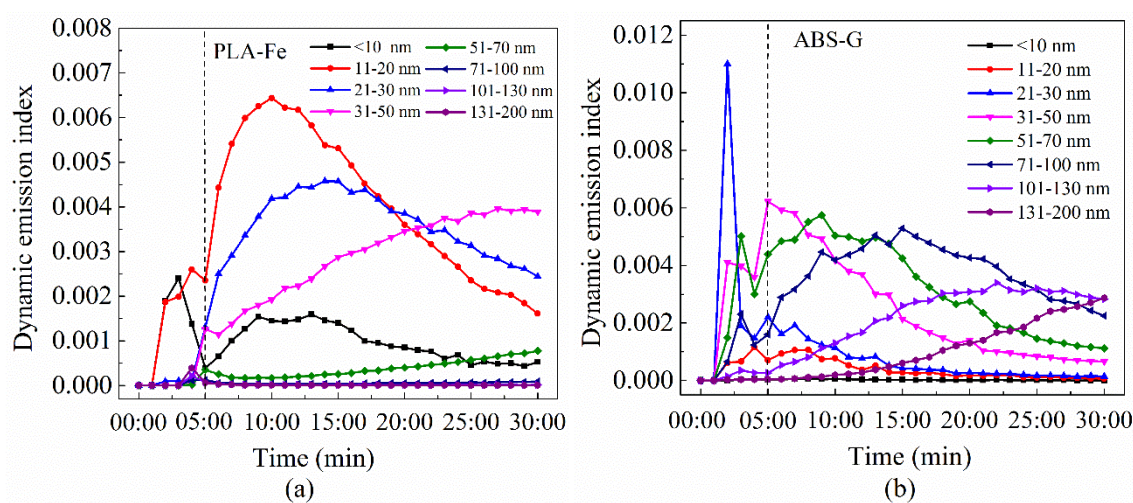 0.008
0.007
0.006
0.005
0.004
0.003
0.002
0.001
0.000
Dynamic emission index
PLA-Fe
<10 nm
11-20 nm
21-30 nm
31-50 nm
51-70 nm
71-100 nm
101-130 nm
131-200 nm
00:00 05:00 10:00 15:00 20:00 25:00 30:00
Time (min)
(a)
0.012
0.010
0.008
0.006
0.004
0.002
0.000
Dynamic emission index
ABS-G
<10 nm
11-20 nm
21-30 nm
31-50 nm
51-70 nm
71-100 nm
101-130 nm
131-200 nm
00:00 05:00 10:00 15:00 20:00 25:00 30:00
Time (min)
(b)